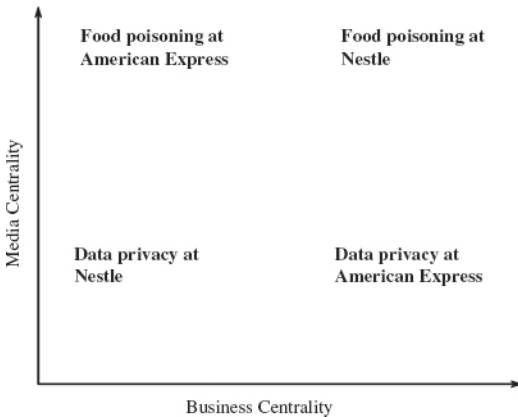 Food poisoning at
American Express
Food poisoning at
Nestle
Media Centrality
Data privacy at
Nestle
Data privacy at
American Express
Business Centrality